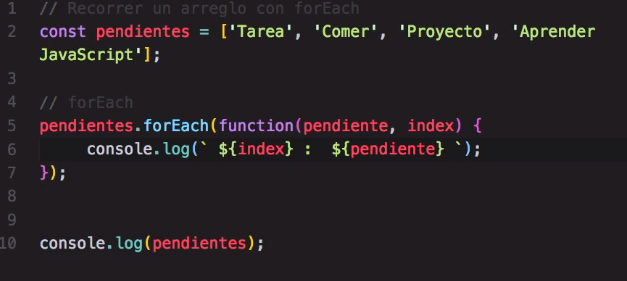 1 // Recorrer un arreglo con forEach
2 const pendientes = ['Tarea', 'Comer', 'Proyecto', 'Aprender
JavaScript'];
3
4 // forEach
5 pendientes.forEach(function(pendiente, index) {
6     console.log(` ${index} :  ${pendiente} `);
7 });
8
9
10 console.log(pendientes);